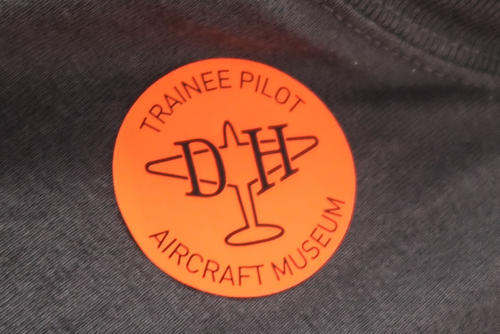 TRAINEE PILOT
DH
AIRCRAFT MUSEUM